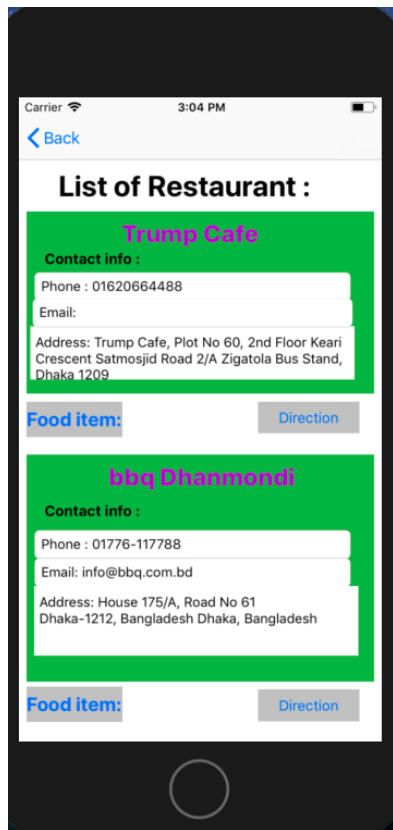 Carrier 3:04 PM
Back
List of Restaurant :
Trump Cafe
Contact info :
Phone : 01620664488
Email:
Address: Trump Cafe, Plot No 60, 2nd Floor Keari
Crescent Satmosjid Road 2/A Zigatola Bus Stand,
Dhaka 1209
Food item: Direction
bbq Dhanmondi
Contact info :
Phone : 01776-117788
Email: info@bbq.com.bd
Address: House 175/A, Road No 61
Dhaka-1212, Bangladesh Dhaka, Bangladesh
Food item: Direction